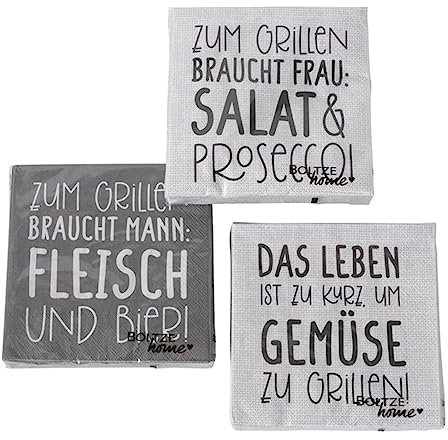 ZUM GRILLEN
BRAUCHT FRAU:
SALAT &
PROSECCO!
BOLTZE
home
ZUM GRILLEN
BRAUCHT MANN:
FLEISCH
UND BIER!
BOLTZE
home
DAS LEBEN
IST ZU KURZ, UM
GEMÜSE
ZU GRILLEN!
BOLTZE
home